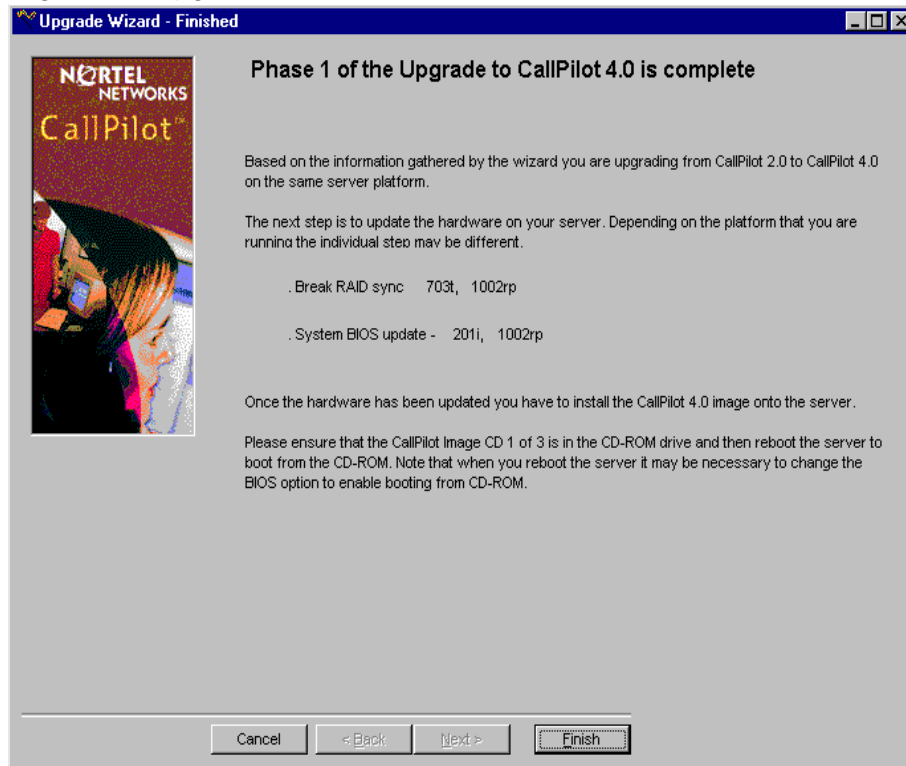 Upgrade Wizard - Finished
NORTEL
NETWORKS
CallPilot™
Phase 1 of the Upgrade to CallPilot 4.0 is complete
Based on the information gathered by the wizard you are upgrading from CallPilot 2.0 to CallPilot 4.0
on the same server platform.
The next step is to update the hardware on your server. Depending on the platform that you are
running the individual step may be different.
. Break RAID sync 703t, 1002rp
. System BIOS update - 201i, 1002rp
Once the hardware has been updated you have to install the CallPilot 4.0 image onto the server.
Please ensure that the CallPilot Image CD 1 of 3 is in the CD-ROM drive and then reboot the server to
boot from the CD-ROM. Note that when you reboot the server it may be necessary to change the
BIOS option to enable booting from CD-ROM.
Cancel
< Back
Next >
Finish